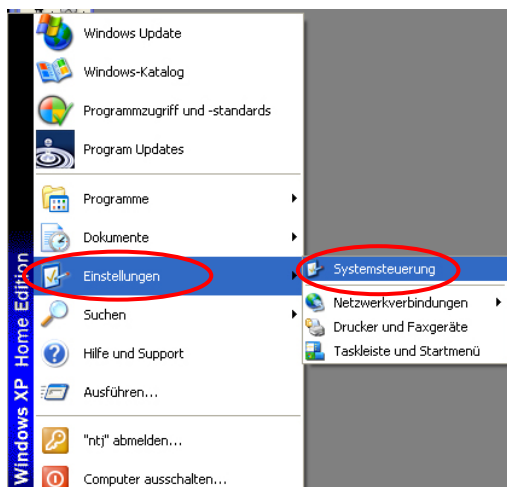 Windows Update
Windows-Katalog
Programmzugriff und -standards
Program Updates
Programme
Dokumente
Einstellungen
Suchen
Hilfe und Support
Ausführen...
"ntj" abmelden...
Computer ausschalten...
Systemsteuerung
Netzwerkverbindungen
Drucker und Faxgeräte
Taskleiste und Startmenü
Windows XP Home Edition